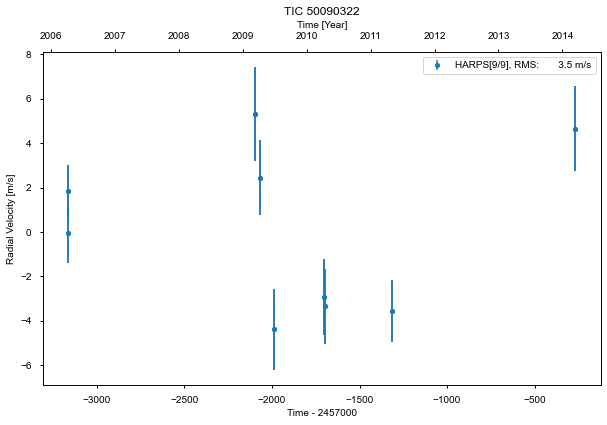 TIC 50090322
Time [Year]
2006 2007 2008 2009 2010 2011 2012 2013 2014
HARPS[9/9], RMS: 3.5 m/s
Radial Velocity [m/s]
8
6
4
2
0
−2
−4
−6
−3000 −2500 −2000 −1500 −1000 −500
Time - 2457000